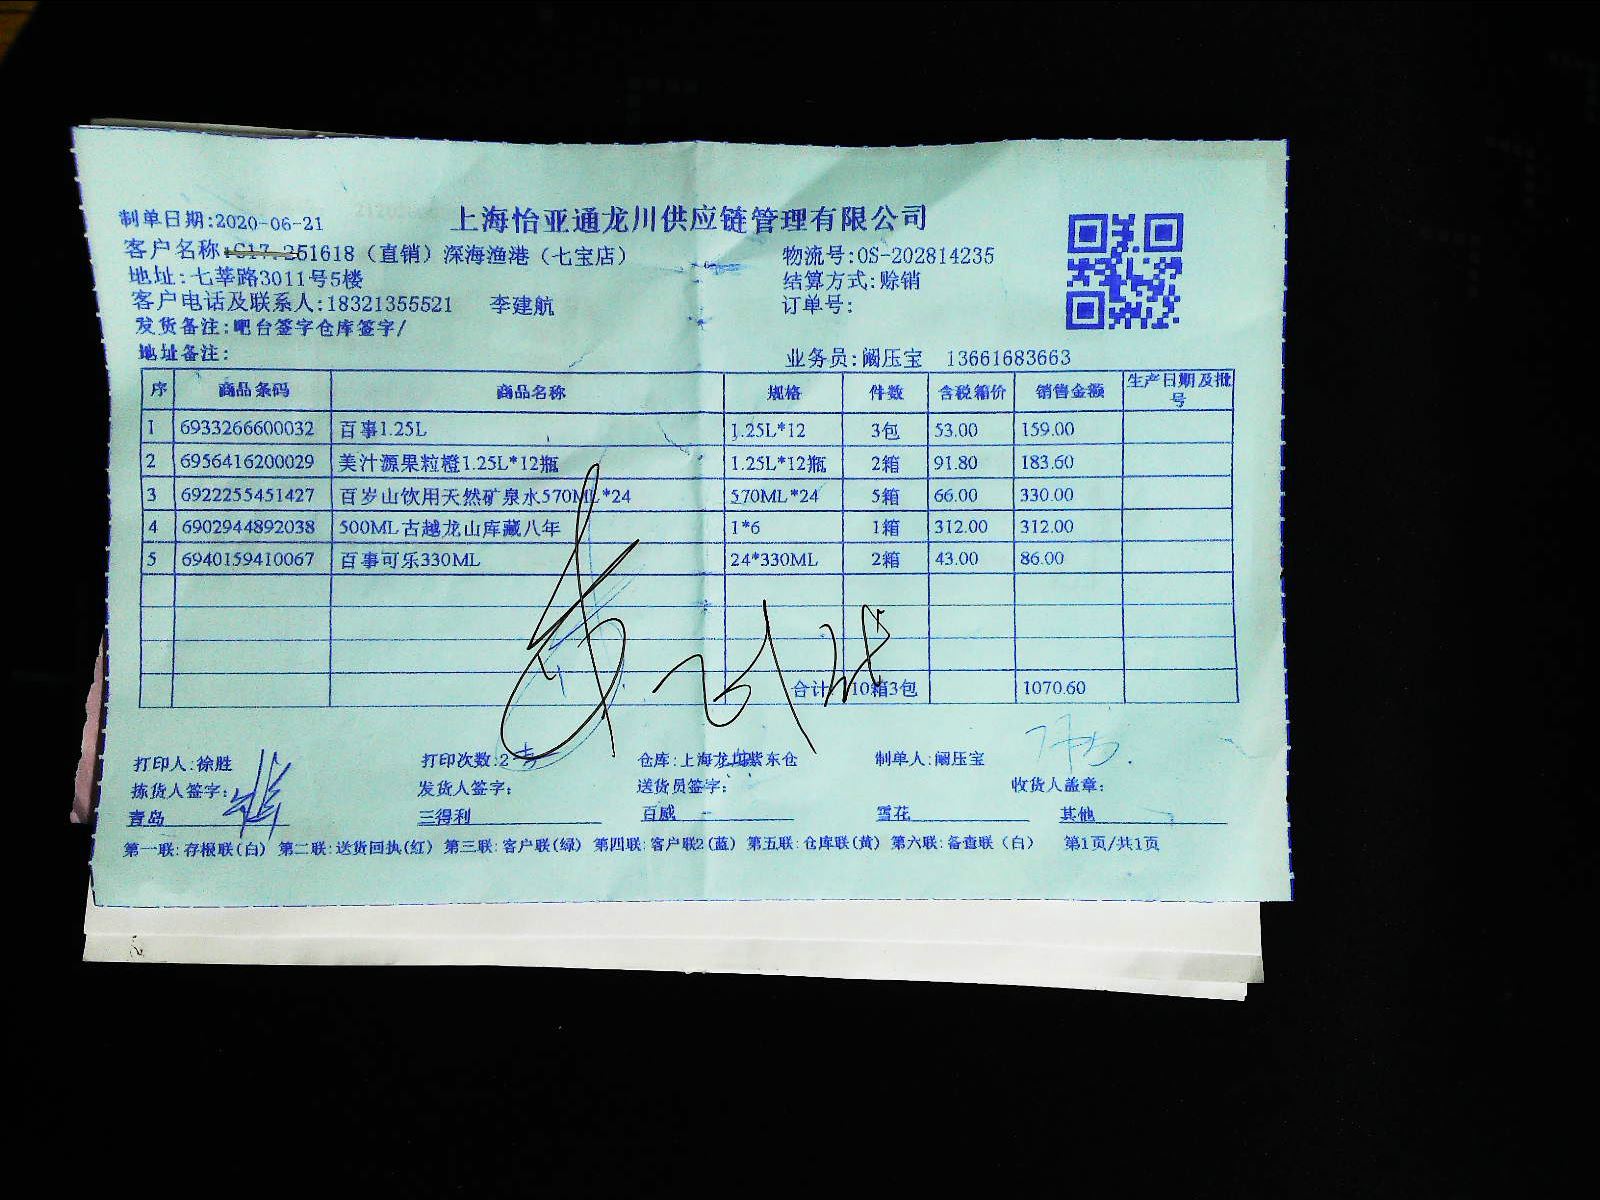 上海怡亚通龙川供应链管理有限公司
制单日期:2020-06-21
客户名称:C17-251618（直销）深海渔港（七宝店） 物流号:OS-202814235
地址:七莘路3011号5楼 结算方式:赊销
客户电话及联系人:18321355521 李建航 订单号:
发货备注:吧台签字仓库签字/
地址备注: 业务员:阚压宝 13661683663
序 商品条码 商品名称 规格 件数 含税箱价 销售金额 生产日期及批号
1 6933266600032 百事1.25L 1.25L*12 3包 53.00 159.00
2 6956416200029 美汁源果粒橙1.25L*12瓶 1.25L*12瓶 2箱 91.80 183.60
3 6922255451427 百岁山饮用天然矿泉水570ML*24 570ML*24 5箱 66.00 330.00
4 6902944892038 500ML古越龙山库藏八年 1*6 1箱 312.00 312.00
5 6940159410067 百事可乐330ML 24*330ML 2箱 43.00 86.00
合计 10箱3包 1070.60
打印人:徐胜 打印次数:2 仓库:上海龙川紫东仓 制单人:阚压宝
拣货人签字: 发货人签字: 送货员签字: 收货人盖章:
青岛 三得利 百威 雪花 其他
第一联:存根联(白) 第二联:送货回执(红) 第三联:客户联(绿) 第四联:客户联2(蓝) 第五联:仓库联(黄) 第六联:备查联（白） 第1页/共1页